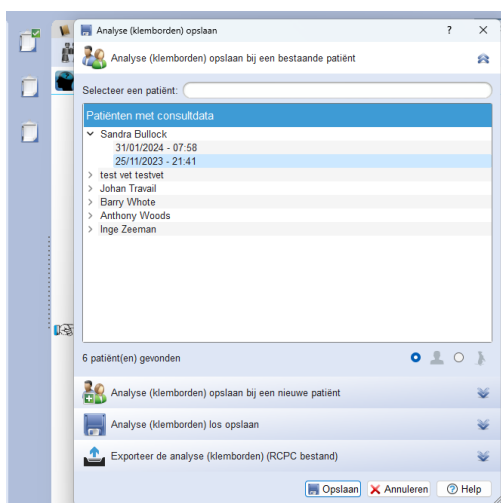 Analyse (klemborden) opslaan
?
Analyse (klemborden) opslaan bij een bestaande patiënt
Selecteer een patiënt:
Patiënten met consultdata
Sandra Bullock
31/01/2024 - 07:58
25/11/2023 - 21:41
test vet testvet
Johan Travail
Barry Whote
Anthony Woods
Inge Zeeman
6 patiënt(en) gevonden
Analyse (klemborden) opslaan bij een nieuwe patiënt
Analyse (klemborden) los opslaan
Exporteer de analyse (klemborden) (RCPC bestand)
Opslaan Annuleren Help